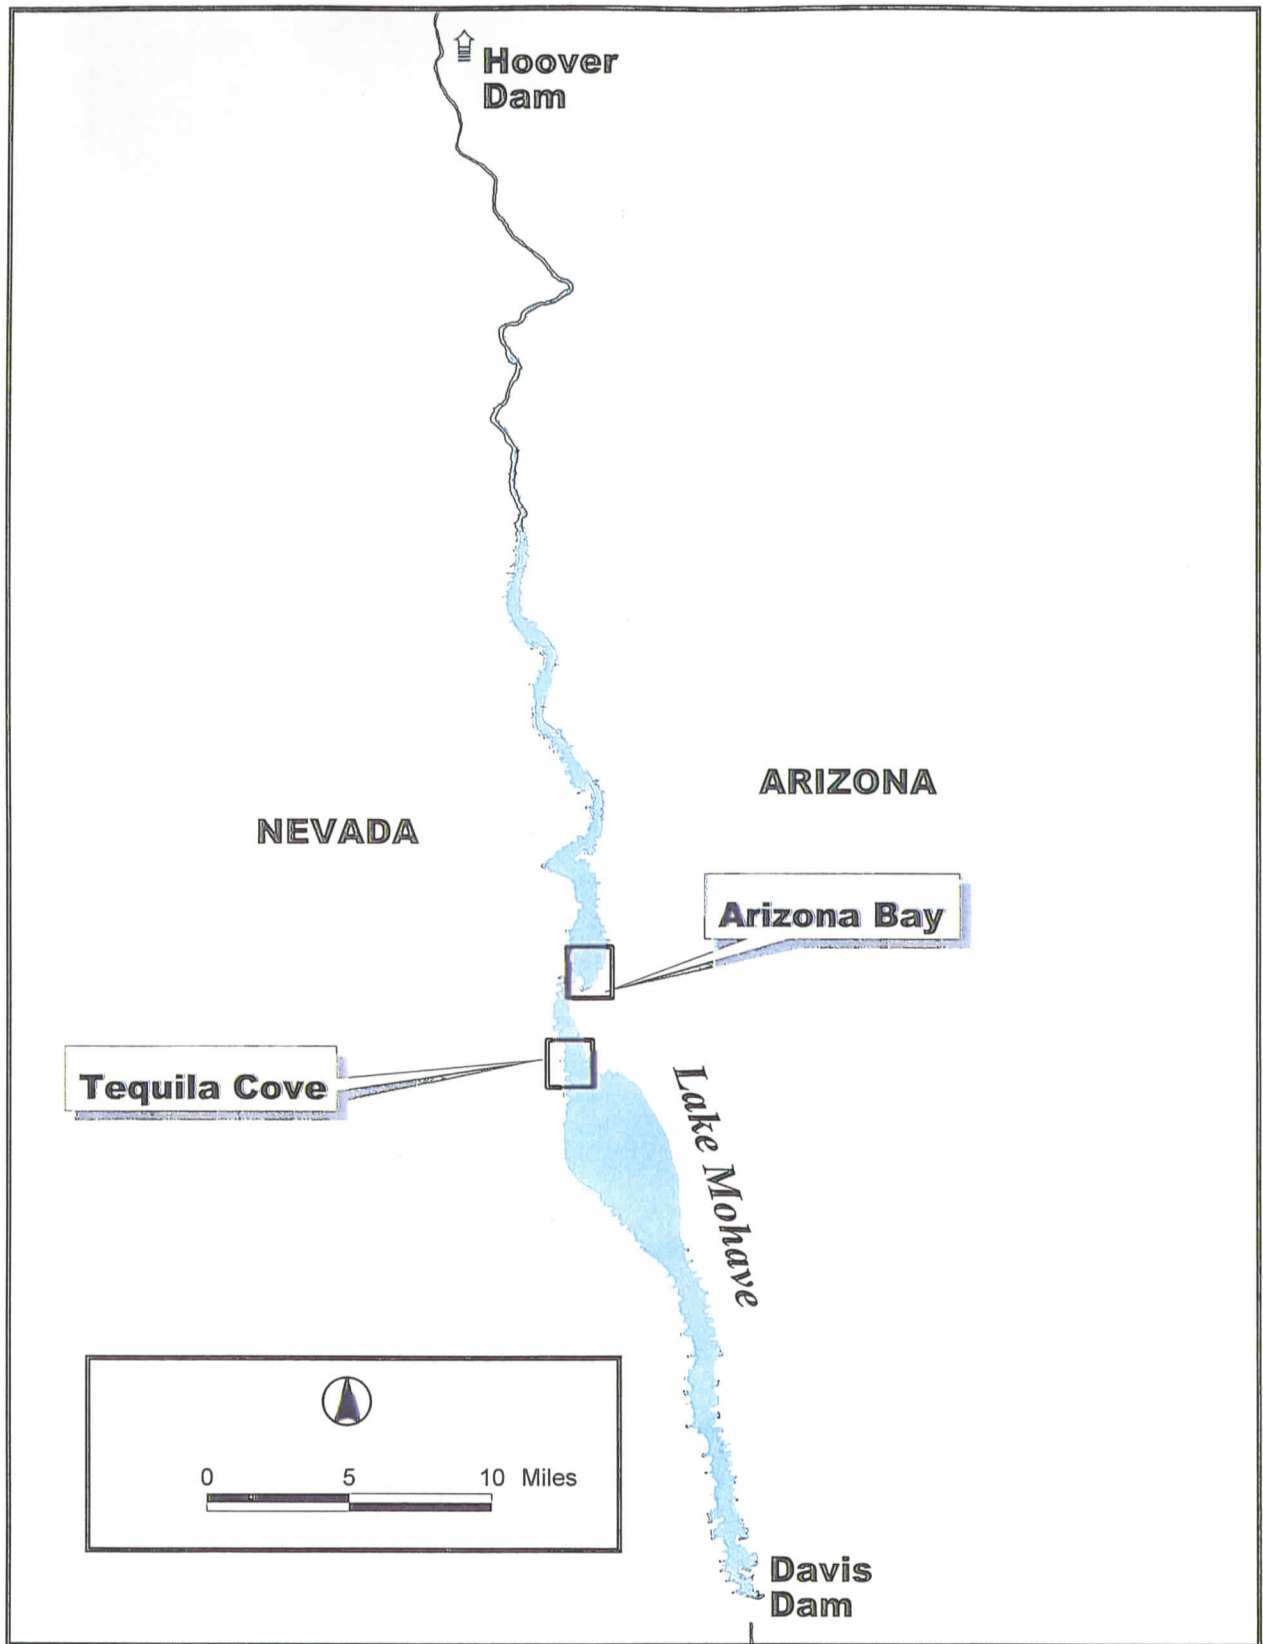 Hoover
Dam
ARIZONA
NEVADA
Arizona Bay
Tequila Cove
Lake Mohave
0 5 10 Miles
Davis
Dam